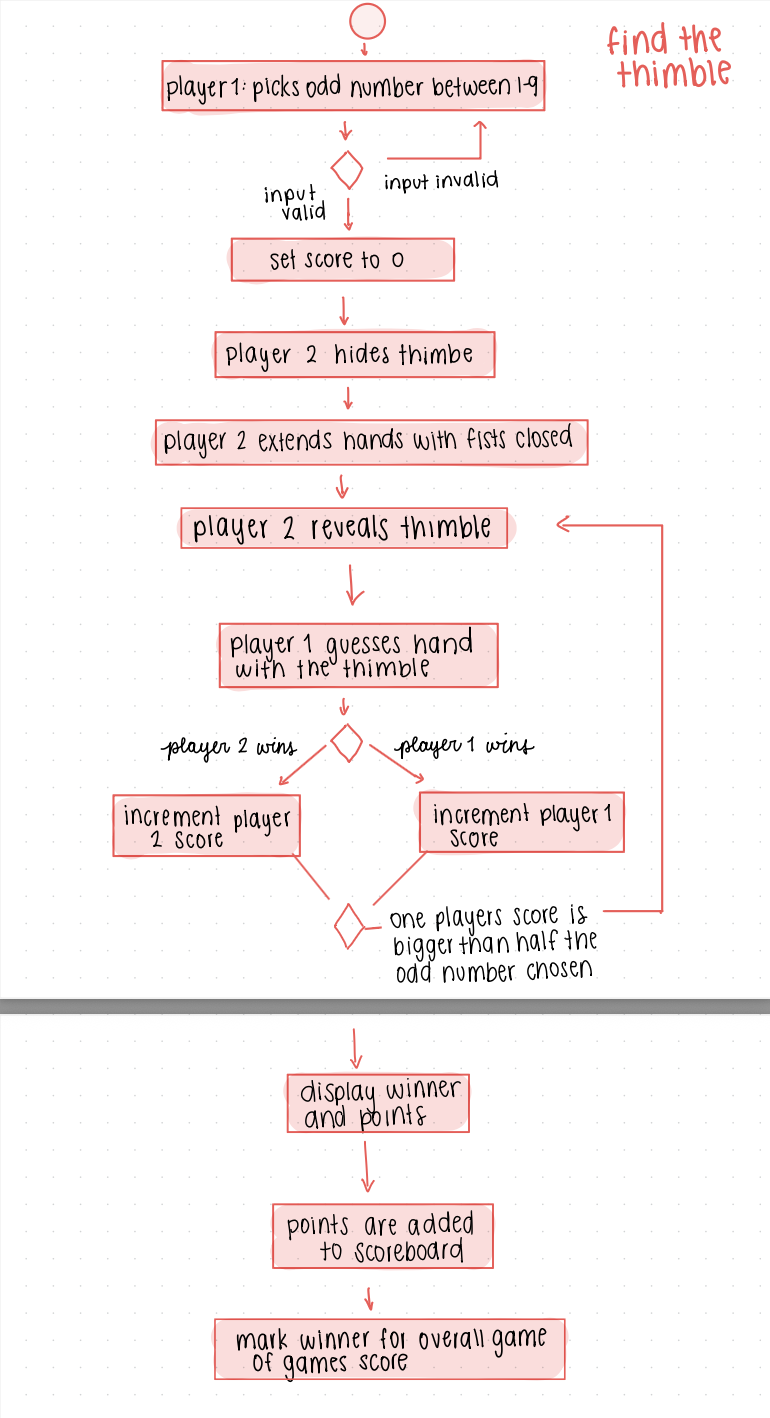 find the
thimble
player 1: picks odd number between 1-9
input invalid
input
valid
set score to 0
player 2 hides thimbe
player 2 extends hands with fists closed
player 2 reveals thimble
player 1 guesses hand
with the thimble
player 2 wins
player 1 wins
increment player
2 score
increment player 1
score
one players score is
bigger than half the
odd number chosen
display winner
and points
points are added
to scoreboard
mark winner for overall game
of games score